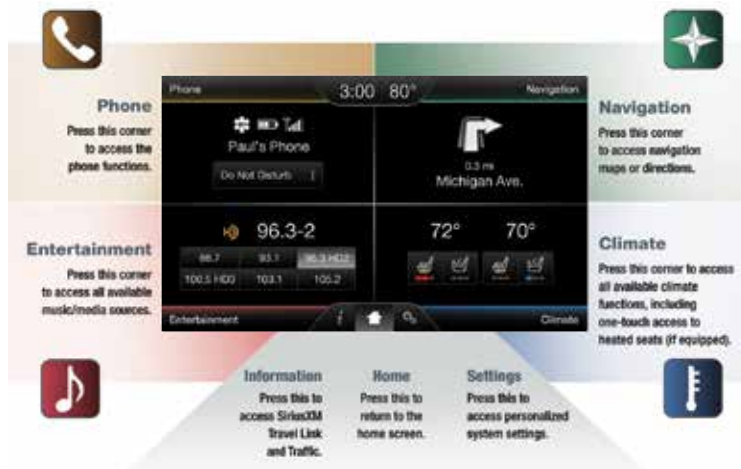 Phone
Press this corner
to access the
phone functions.
Navigation
Press this corner
to access navigation
maps or directions.
Entertainment
Press this corner
to access all available
music/media sources.
Climate
Press this corner to access
all available climate
functions, including
one-touch access to
heated seats (if equipped).
Phone
3:00 80°
Navigation
Paul's Phone
Do Not Disturb
0.3 mi
Michigan Ave.
96.3-2
93.1
96.3 HD2
100.5 HD3
103.1
105.2
72°
70°
Entertainment
i
Climate
Information
Press this to
access SiriusXM
Travel Link
and Traffic.
Home
Press this to
return to the
home screen.
Settings
Press this to
access personalized
system settings.